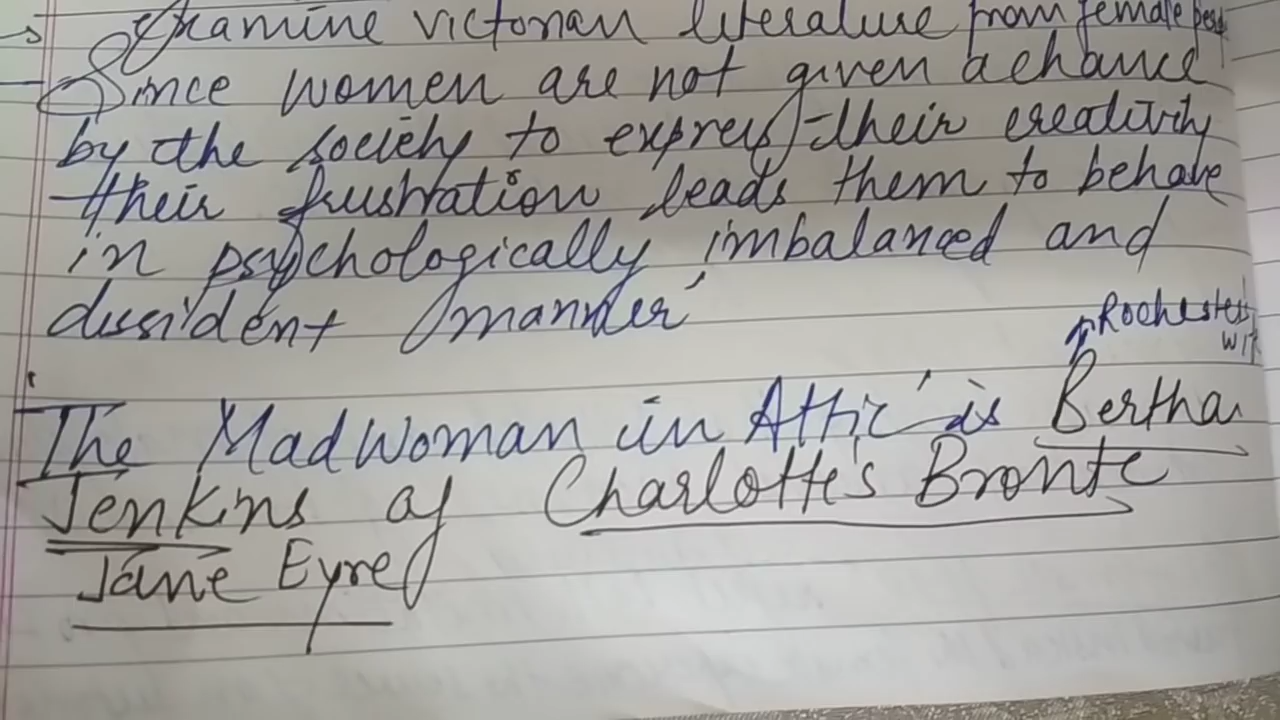 Examine Victorian literature from female
Since women are not given a chance
by the society to express their creativity
their frustration leads them to behave
in psychologically imbalanced and
dissident manner'
Rochester's
The Madwoman in Attic' is Bertha
Jenkins of Charlotte's Bronte
Jane Eyre